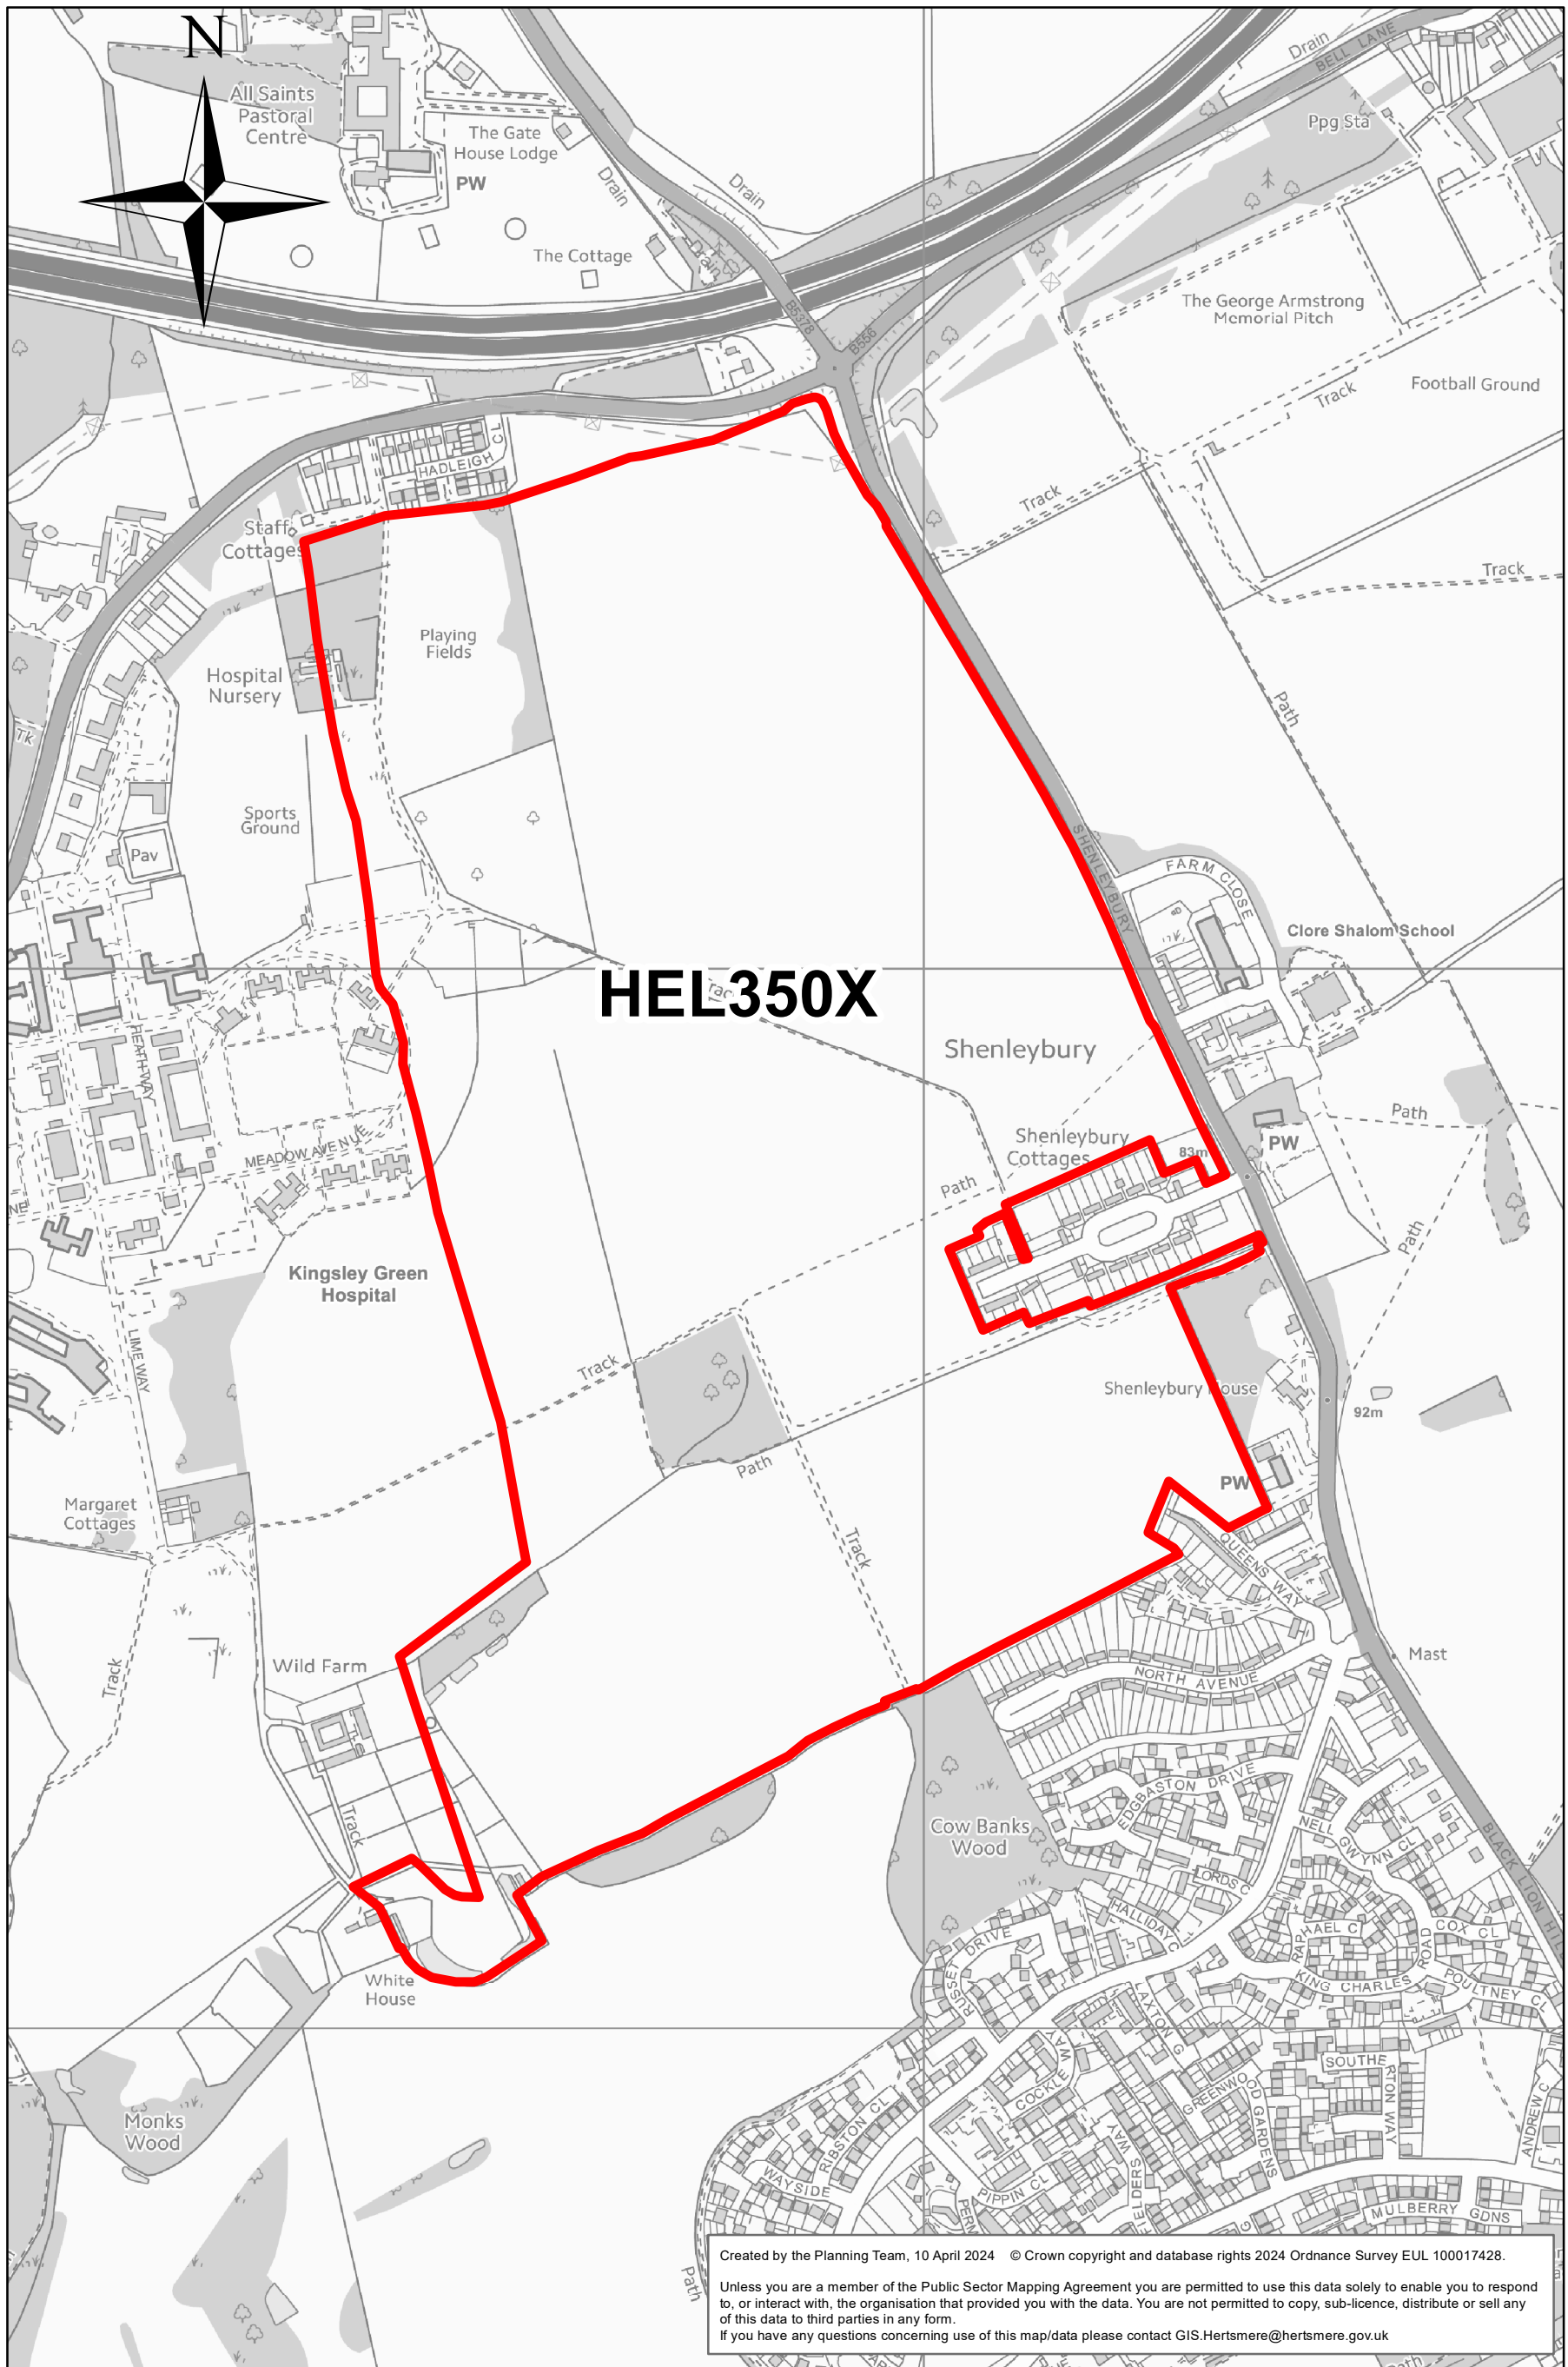 N
Drain
BELL LANE
All Saints
Pastoral
Centre
The Gate
House Lodge
PW
Ppg Sta
Drain
Drain
Drain
The Cottage
B5378
B556
The George Armstrong
Memorial Pitch
Football Ground
Track
HADLEIGH
CL
Track
Staff
Cottages
Track
Playing
Fields
Hospital
Nursery
Path
Tk
Sports
Ground
Pav
SHENLEYBURY
FARM CLOSE
Clore Shalom School
HEL350X
Shenleybury
HEATHWAY
Path
MEADOW AVENUE
Shenleybury
Cottages
83m
PW
Path
Path
Kingsley Green
Hospital
LIME WAY
Track
Shenleybury House
92m
Path
PW
Margaret
Cottages
Track
QUEENS WAY
Mast
Track
Wild Farm
NORTH AVENUE
EDGBASTON DRIVE
Track
Cow Banks
Wood
NELL GWYNN CL
BLACK LION HILL
LORDS C
HALLIDAY C
RAPHAEL C
ROAD
COX CL
RUSSET DRIVE
KING CHARLES
POULTNEY CL
White
House
AXTON G
COCKLE WAY
SOUTHERTON WAY
GREENWOOD GARDENS
ANDREW C
Monks
Wood
RIBSTON CL
WAYSIDE
PIPPIN CL
FIELDERS WAY
MULBERRY GDNS
PERM
Path
Created by the Planning Team, 10 April 2024 © Crown copyright and database rights 2024 Ordnance Survey EUL 100017428.
Unless you are a member of the Public Sector Mapping Agreement you are permitted to use this data solely to enable you to respond
to, or interact with, the organisation that provided you with the data. You are not permitted to copy, sub-licence, distribute or sell any
of this data to third parties in any form.
If you have any questions concerning use of this map/data please contact GIS.Hertsmere@hertsmere.gov.uk